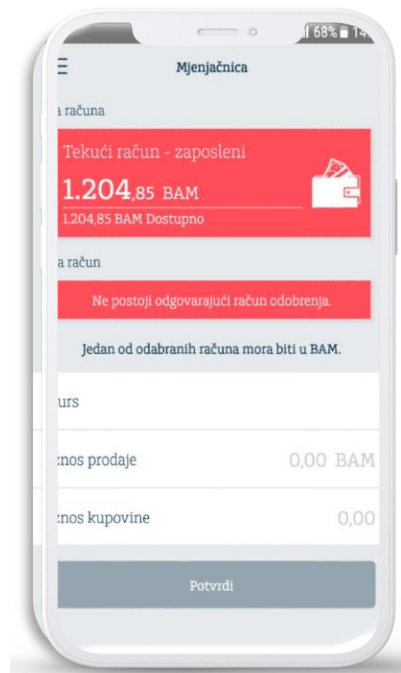 68% 14
Mjenjačnica
a računa
Tekući račun - zaposleni
1.204,85 BAM
1.204,85 BAM Dostupno
a račun
Ne postoji odgovarajući račun odobrenja.
Jedan od odabranih računa mora biti u BAM.
urs
znos prodaje 0,00 BAM
znos kupovine 0,00
Potvrdi